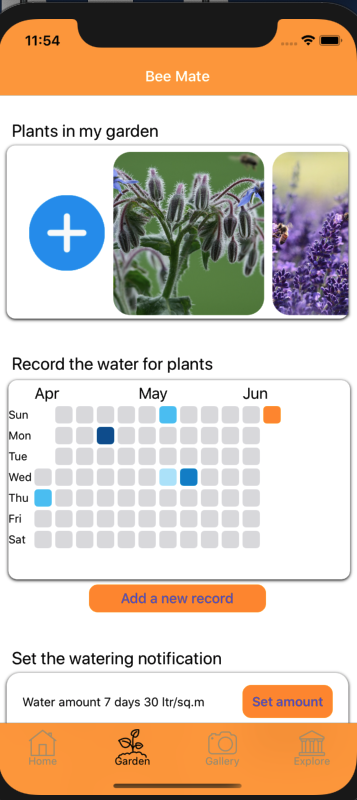 11:54
Bee Mate
Plants in my garden
Record the water for plants
Apr May Jun
Sun
Mon
Tue
Wed
Thu
Fri
Sat
Add a new record
Set the watering notification
Water amount 7 days 30 ltr/sq.m Set amount
Home Garden Gallery Explore